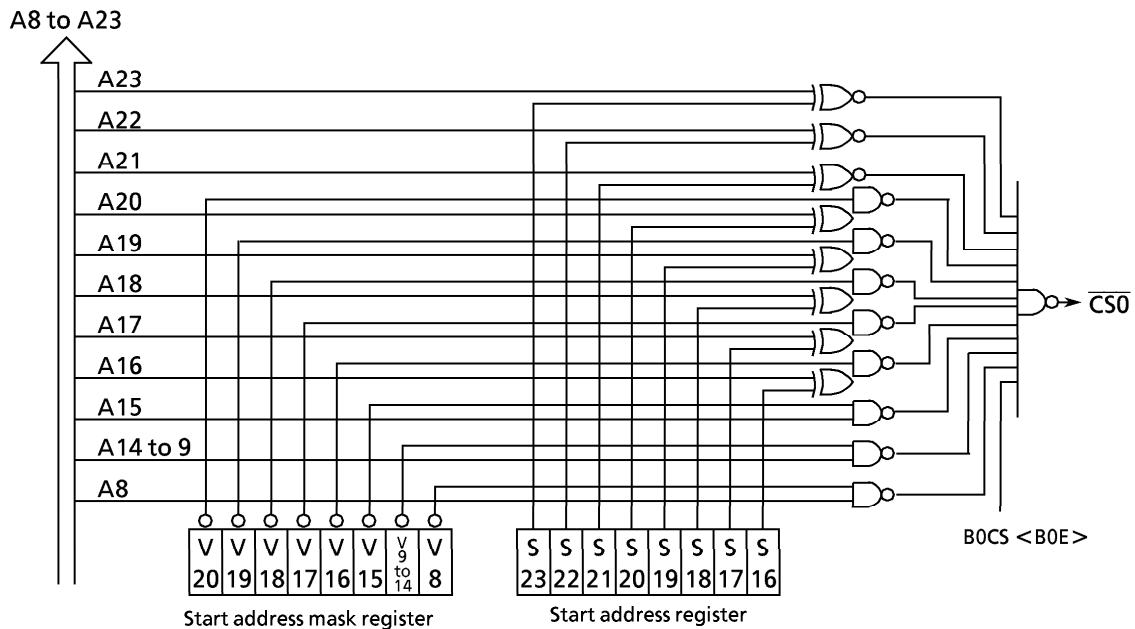 A8 to A23
A23
A22
A21
A20
A19
A18
A17
A16
A15
A14 to 9
A8
CS0
B0CS <B0E>
V 20
V 19
V 18
V 17
V 16
V 15
V 9 to 14
V 8
Start address mask register
S 23
S 22
S 21
S 20
S 19
S 18
S 17
S 16
Start address register